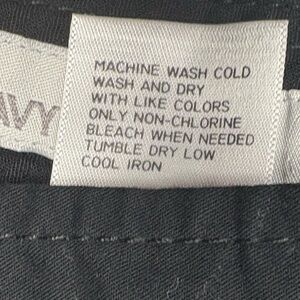 MACHINE WASH COLD
WASH AND DRY
WITH LIKE COLORS
ONLY NON-CHLORINE
BLEACH WHEN NEEDED
TUMBLE DRY LOW
COOL IRON